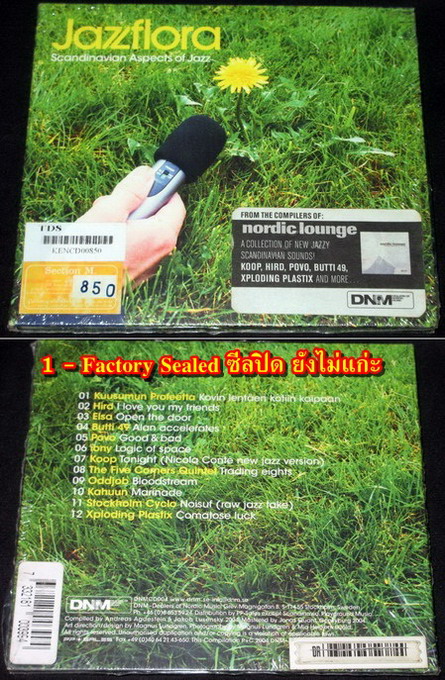 Jazzflora
Scandinavian Aspects of Jazz
TDS
KENCD00850
Section M.
850
FROM THE COMPILERS OF:
nordic lounge
A COLLECTION OF NEW JAZZY
SCANDINAVIAN SOUNDS!
KOOP, HIRD, POVO, BUTTI 49,
XPLODING PLASTIX AND MORE...
DNM
1 - Factory Sealed ซีลปิด ยังไม่แก่ะ
01 Kuusumun Profeetta Kovin lentäen kotiin kaipaan
02 Hird I love you my friends
03 Elsa Open the door
04 Butti 49 Alan accelerates
05 Povo Good & bad
06 tony Logic of space
07 Koop Tonight (Nicola Conte new jazz version)
08 The Five Corners Quintet Trading eights
09 Oddjob Bloodstream
10 Kahuun Marinade
11 Stockholm Cyclo Noisuf (raw jazz take)
12 Xploding Plastix Comatose luck
DNM